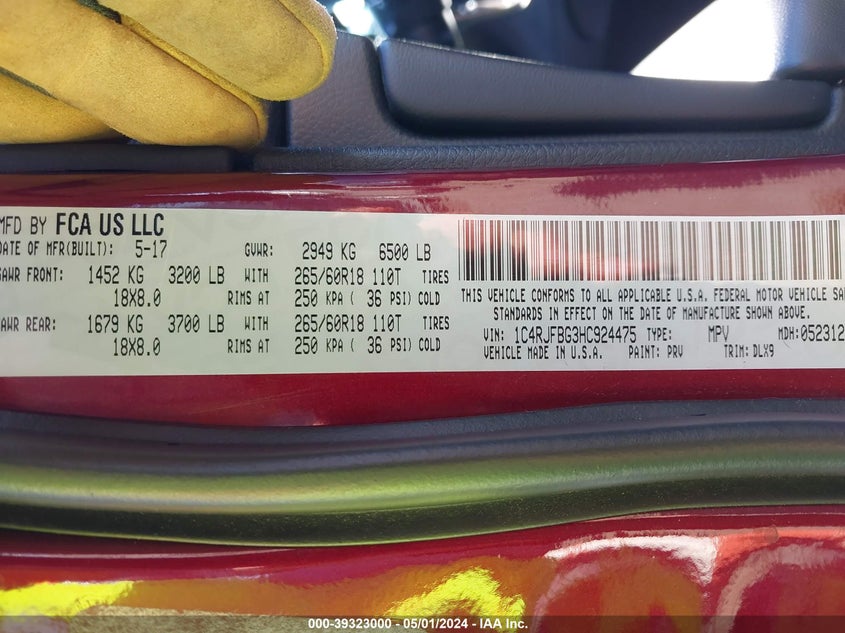 MFD BY FCA US LLC
DATE OF MFR(BUILT): 5-17 GVWR: 2949 KG 6500 LB
GAWR FRONT: 1452 KG 3200 LB WITH 265/60R18 110T TIRES
18X8.0 RIMS AT 250 KPA ( 36 PSI) COLD
GAWR REAR: 1679 KG 3700 LB WITH 265/60R18 110T TIRES
18X8.0 RIMS AT 250 KPA ( 36 PSI) COLD
THIS VEHICLE CONFORMS TO ALL APPLICABLE U.S.A. FEDERAL MOTOR VEHICLE SA
STANDARDS IN EFFECT ON THE DATE OF MANUFACTURE SHOWN ABOVE.
VIN: 1C4RJFBG3HC924475 TYPE: MPV MDH:052312
VEHICLE MADE IN U.S.A. PAINT: PRV TRIM: DLX9
000-39323000 - 05/01/2024 - IAA Inc.